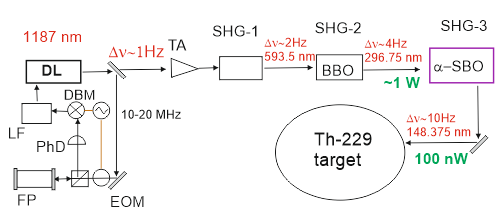 1187 nm
Δν~1Hz
TA
SHG-1
SHG-2
SHG-3
DL
Δν~2Hz
593.5 nm
BBO
Δν~4Hz
296.75 nm
~1 W
α–SBO
DBM
10-20 MHz
LF
PhD
FP
EOM
Th-229
target
Δν~10Hz
148.375 nm
100 nW